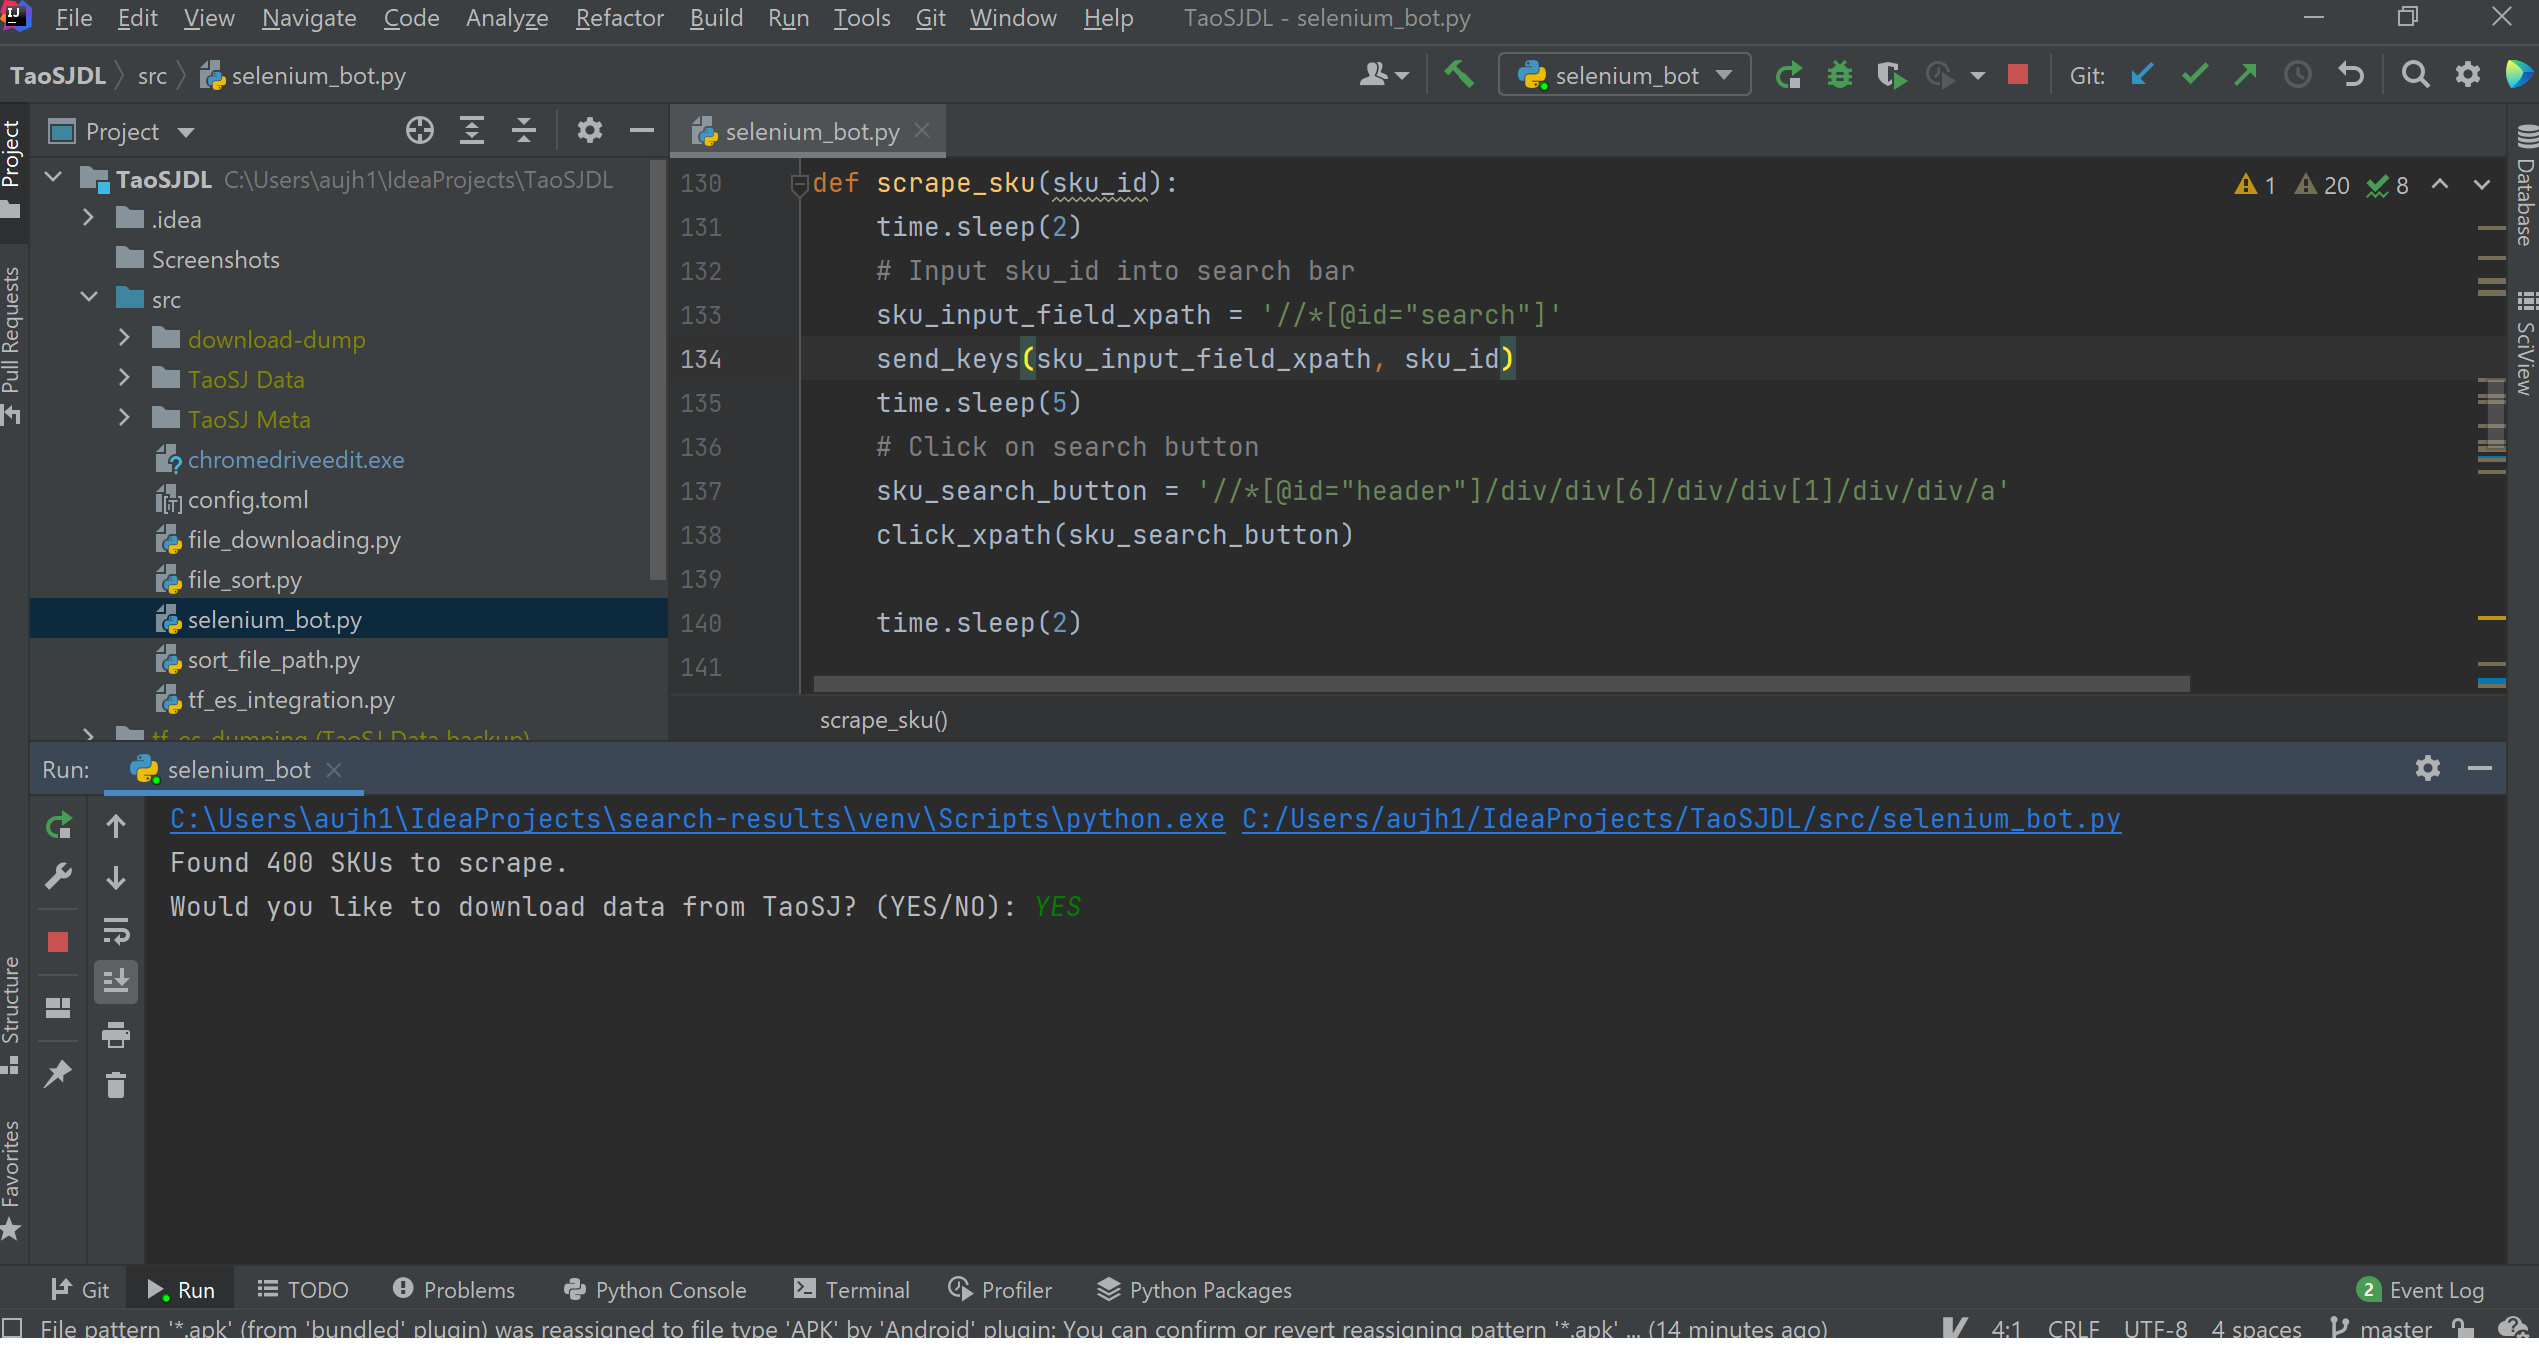 File Edit View Navigate Code Analyze Refactor Build Run Tools Git Window Help TaoSJDL - selenium_bot.py
TaoSJDL src selenium_bot.py
selenium_bot
Git:
Project
selenium_bot.py
Project
Pull Requests
Structure
Favorites
TaoSJDL C:\Users\aujh1\IdeaProjects\TaoSJDL
.idea
Screenshots
src
download-dump
TaoSJ Data
TaoSJ Meta
chromedriveedit.exe
config.toml
file_downloading.py
file_sort.py
selenium_bot.py
sort_file_path.py
tf_es_integration.py
tf_es_dumping (TaoSJ Data backup)
130 def scrape_sku(sku_id):
131 time.sleep(2)
132 # Input sku_id into search bar
133 sku_input_field_xpath = '//*[@id="search"]'
134 send_keys(sku_input_field_xpath, sku_id)
135 time.sleep(5)
136 # Click on search button
137 sku_search_button = '//*[@id="header"]/div/div[6]/div/div[1]/div/div/a'
138 click_xpath(sku_search_button)
139
140 time.sleep(2)
141
1 20 8
scrape_sku()
Database
SciView
Run: selenium_bot
C:\Users\aujh1\IdeaProjects\search-results\venv\Scripts\python.exe C:/Users/aujh1/IdeaProjects/TaoSJDL/src/selenium_bot.py
Found 400 SKUs to scrape.
Would you like to download data from TaoSJ? (YES/NO): YES
Git Run TODO Problems Python Console Terminal Profiler Python Packages 2 Event Log
File pattern '*.apk' (from 'bundled' plugin) was reassigned to file type 'APK' by 'Android' plugin: You can confirm or revert reassigning pattern '*.apk' ... (14 minutes ago) 4:1 CRLF UTF-8 4 spaces master